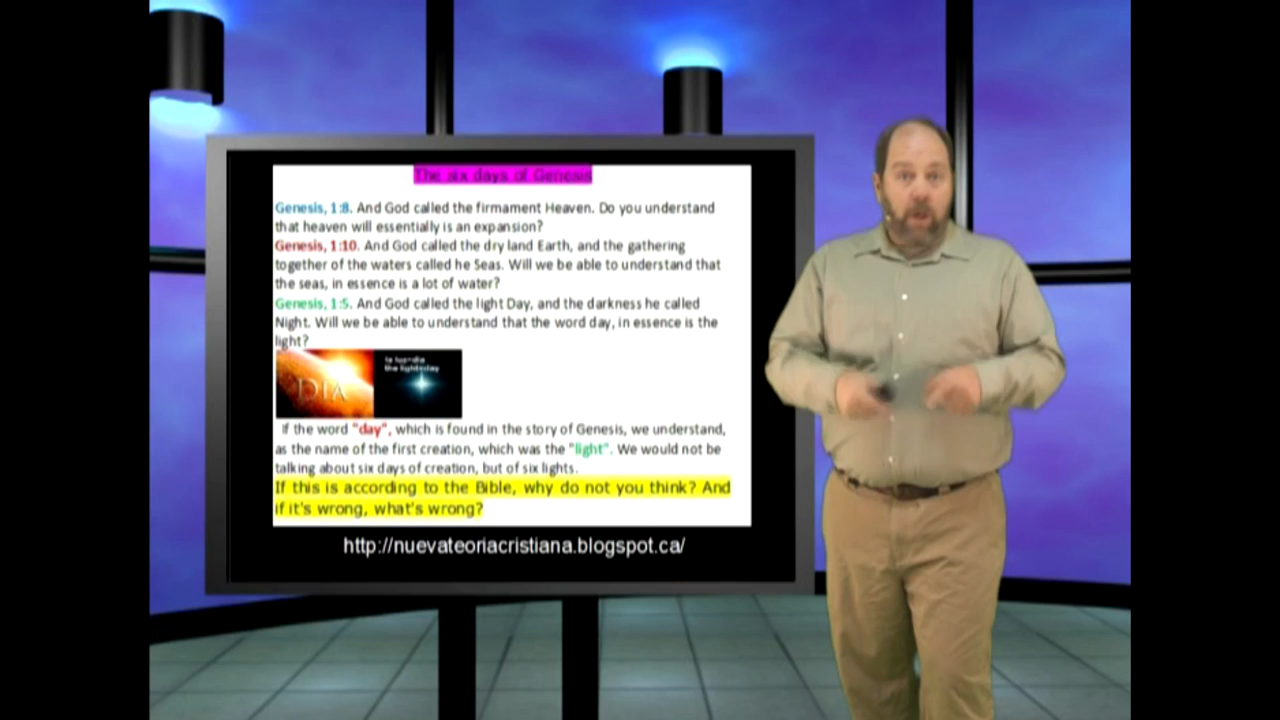 The six days of Genesis
Genesis, 1:8. And God called the firmament Heaven. Do you understand
that heaven will essentially is an expansion?
Genesis, 1:10. And God called the dry land Earth, and the gathering
together of the waters called he Seas. Will we be able to understand that
the seas, in essence is a lot of water?
Genesis, 1:5. And God called the light Day, and the darkness he called
Night. Will we be able to understand that the word day, in essence is the
light?
DIA
la luz=dia
the light=day
If the word "day", which is found in the story of Genesis, we understand,
as the name of the first creation, which was the "light". We would not be
talking about six days of creation, but of six lights.
If this is according to the Bible, why do not you think? And
if it's wrong, what's wrong?
http://nuevateoriacristiana.blogspot.ca/